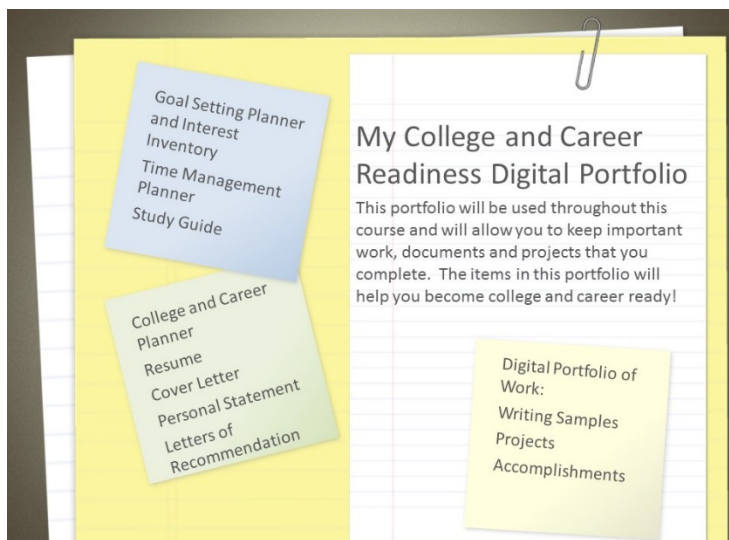 Goal Setting Planner
and Interest
Inventory
Time Management
Planner
Study Guide
College and Career
Planner
Resume
Cover Letter
Personal Statement
Letters of
Recommendation
My College and Career
Readiness Digital Portfolio
This portfolio will be used throughout this
course and will allow you to keep important
work, documents and projects that you
complete.  The items in this portfolio will
help you become college and career ready!
Digital Portfolio of
Work:
Writing Samples
Projects
Accomplishments